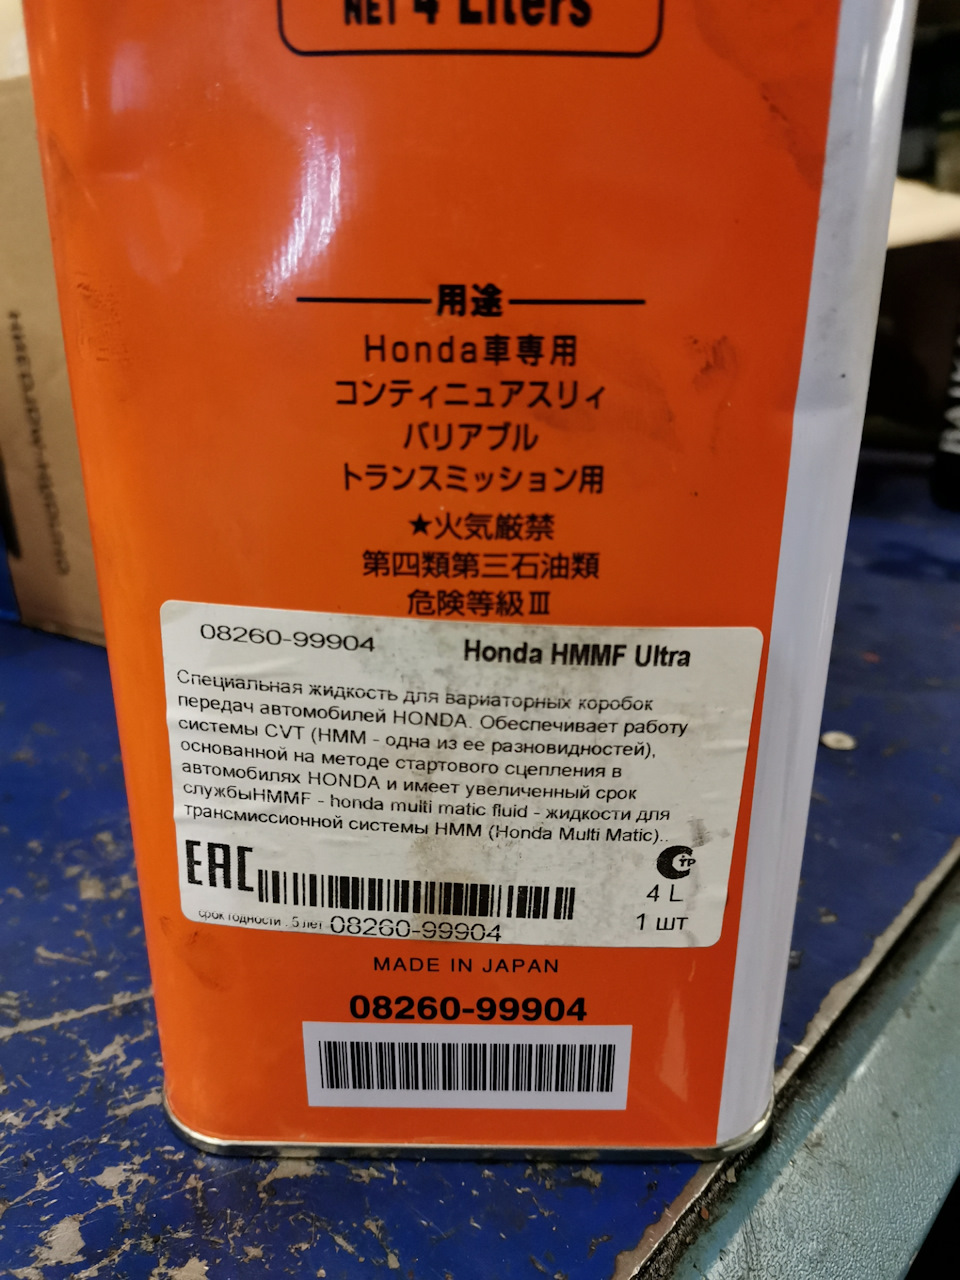 NET 4 Liters
用途
Honda車専用
コンティニュアスリィ
バリアブル
トランスミッション用
★火気厳禁
第四類第三石油類
危険等級Ⅲ
08260-99904
Honda HMMF Ultra
Специальная жидкость для вариаторных коробок
передач автомобилей HONDA. Обеспечивает работу
системы CVT (HMM - одна из ее разновидностей),
основанной на методе стартового сцепления в
автомобилях HONDA и имеет увеличенный срок
службыHMMF - honda multi matic fluid - жидкости для
трансмиссионной системы HMM (Honda Multi Matic)..
EAC
СТР
4 L
срок годности . 5 лет
08260-99904
1 шт
MADE IN JAPAN
08260-99904